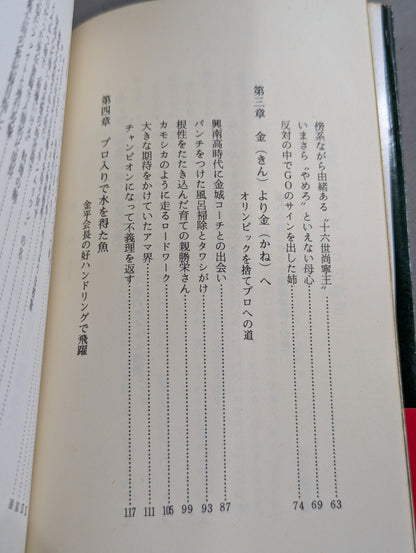 傍系ながら由緒ある〝十六世尚寧王〟……………63
いまさら〝やめろ〟といえない母心……………69
反対の中でGOのサインを出した姉……………74
第三章 金(きん)より金(かね)へ
オリンピックを捨てプロへの道
興南高時代に金城コーチとの出会い……………87
パンチをつけた風呂掃除とタワシがけ……………93
根性をたたき込んだ育ての親勝栄さん……………99
カモシカのように走るロードワーク……………105
大きな期待をかけていたアマ界……………111
チャンピオンになって不義理を返す……………117
第四章 プロ入りで水を得た魚
金平会長の好ハンドリングで飛躍